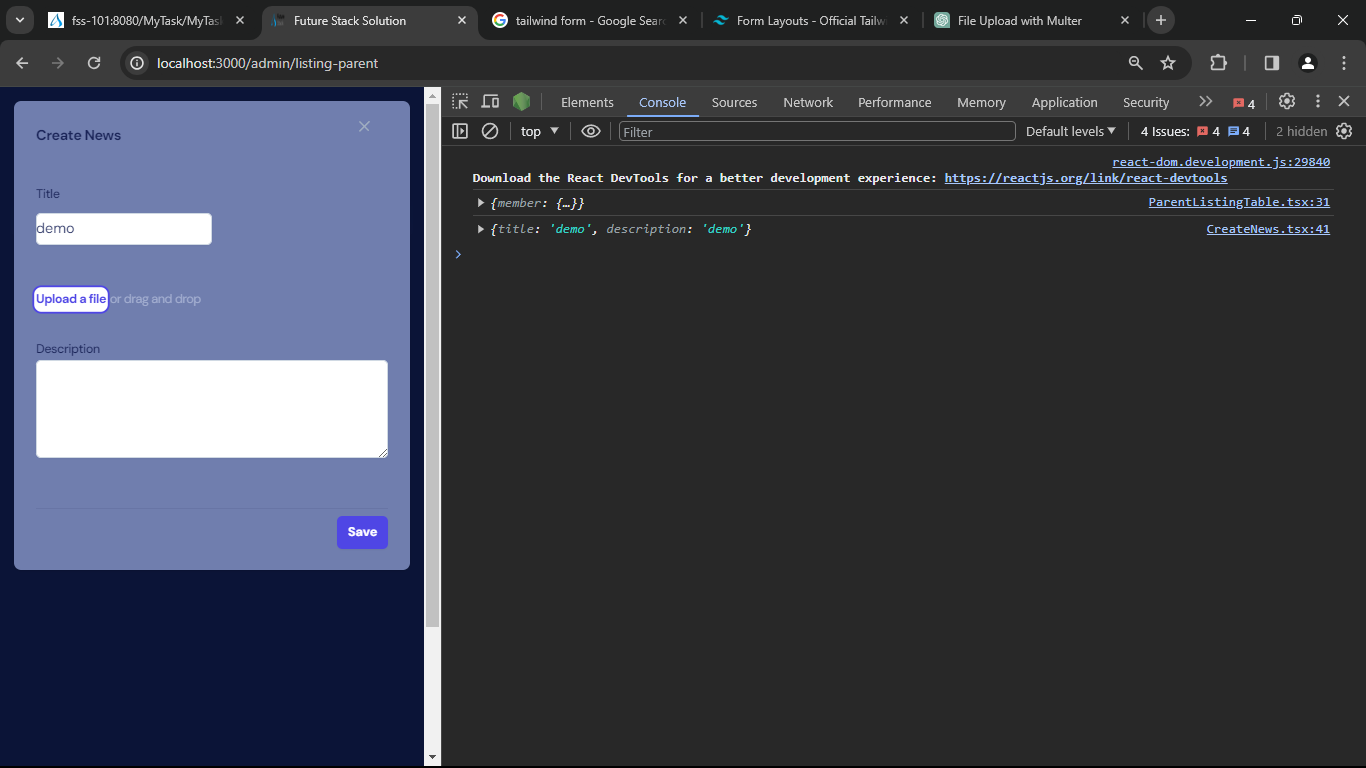 fss-101:8080/MyTask/MyTas
Future Stack Solution
tailwind form - Google Sear
Form Layouts - Official Tailw
File Upload with Multer
localhost:3000/admin/listing-parent
Create News
Title
demo
Upload a file or drag and drop
Description
Save
Elements
Console
Sources
Network
Performance
Memory
Application
Security
4
top
Filter
Default levels
4 Issues: 4 4
2 hidden
react-dom.development.js:29840
Download the React DevTools for a better development experience: https://reactjs.org/link/react-devtools
{member: {…}} ParentListingTable.tsx:31
{title: 'demo', description: 'demo'} CreateNews.tsx:41